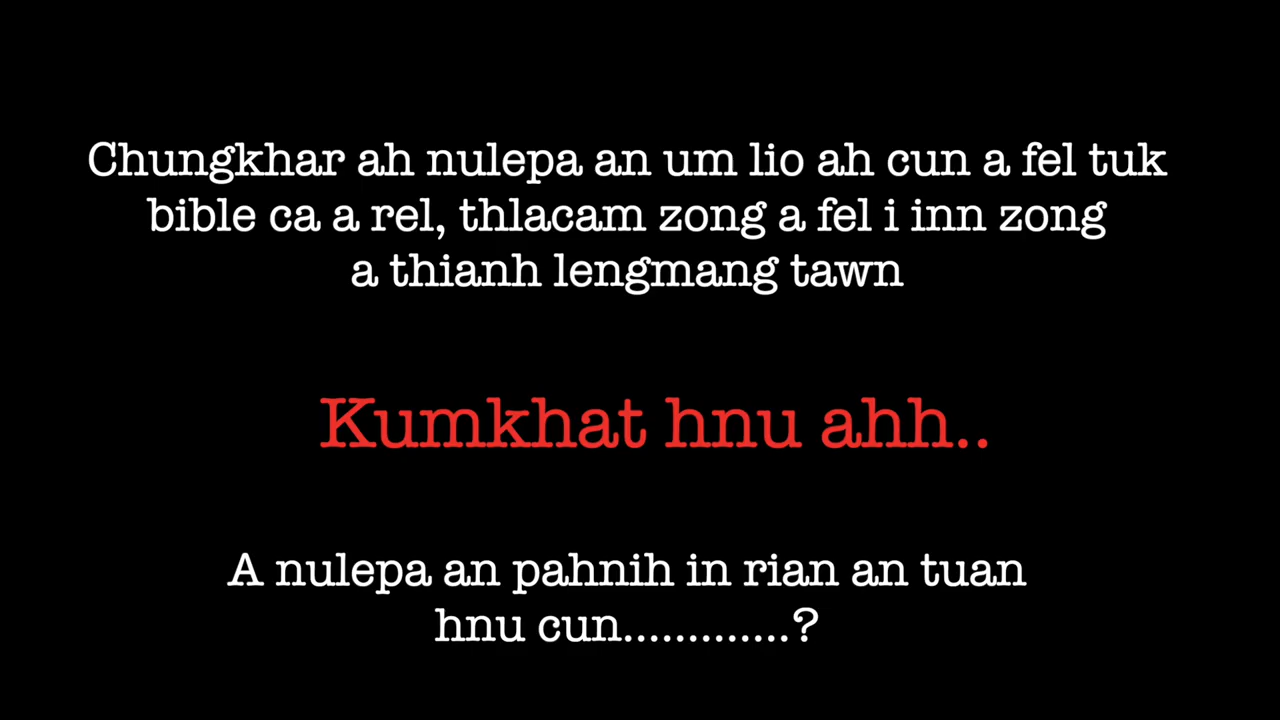 Chungkhar ah nulepa an um lio ah cun a fel tuk
bible ca a rel, thlacam zong a fel i inn zong
a thianh lengmang tawn
Kumkhat hnu ahh..
A nulepa an pahnih in rian an tuan
hnu cun.............?